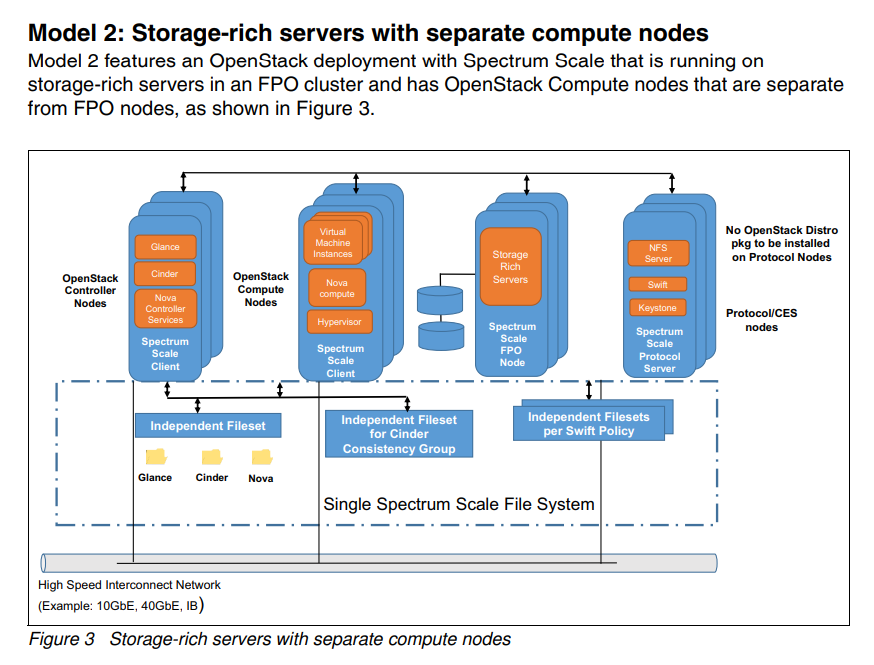 Model 2: Storage-rich servers with separate compute nodes
Model 2 features an OpenStack deployment with Spectrum Scale that is running on
storage-rich servers in an FPO cluster and has OpenStack Compute nodes that are separate
from FPO nodes, as shown in Figure 3.
OpenStack
Controller
Nodes
Glance
Cinder
Nova
Controller
Services
Spectrum
Scale
Client
OpenStack
Compute
Nodes
Virtual
Machine
Instances
Nova
compute
Hypervisor
Spectrum
Scale
Client
Storage
Rich
Servers
Spectrum
Scale
FPO
Node
NFS
Server
Swift
Keystone
Spectrum
Scale
Protocol
Server
No OpenStack Distro
pkg to be installed
on Protocol Nodes
Protocol/CES
nodes
Independent Fileset
Glance
Cinder
Nova
Independent Fileset
for Cinder
Consistency Group
Independent Filesets
per Swift Policy
Single Spectrum Scale File System
High Speed Interconnect Network
(Example: 10GbE, 40GbE, IB)
Figure 3 Storage-rich servers with separate compute nodes